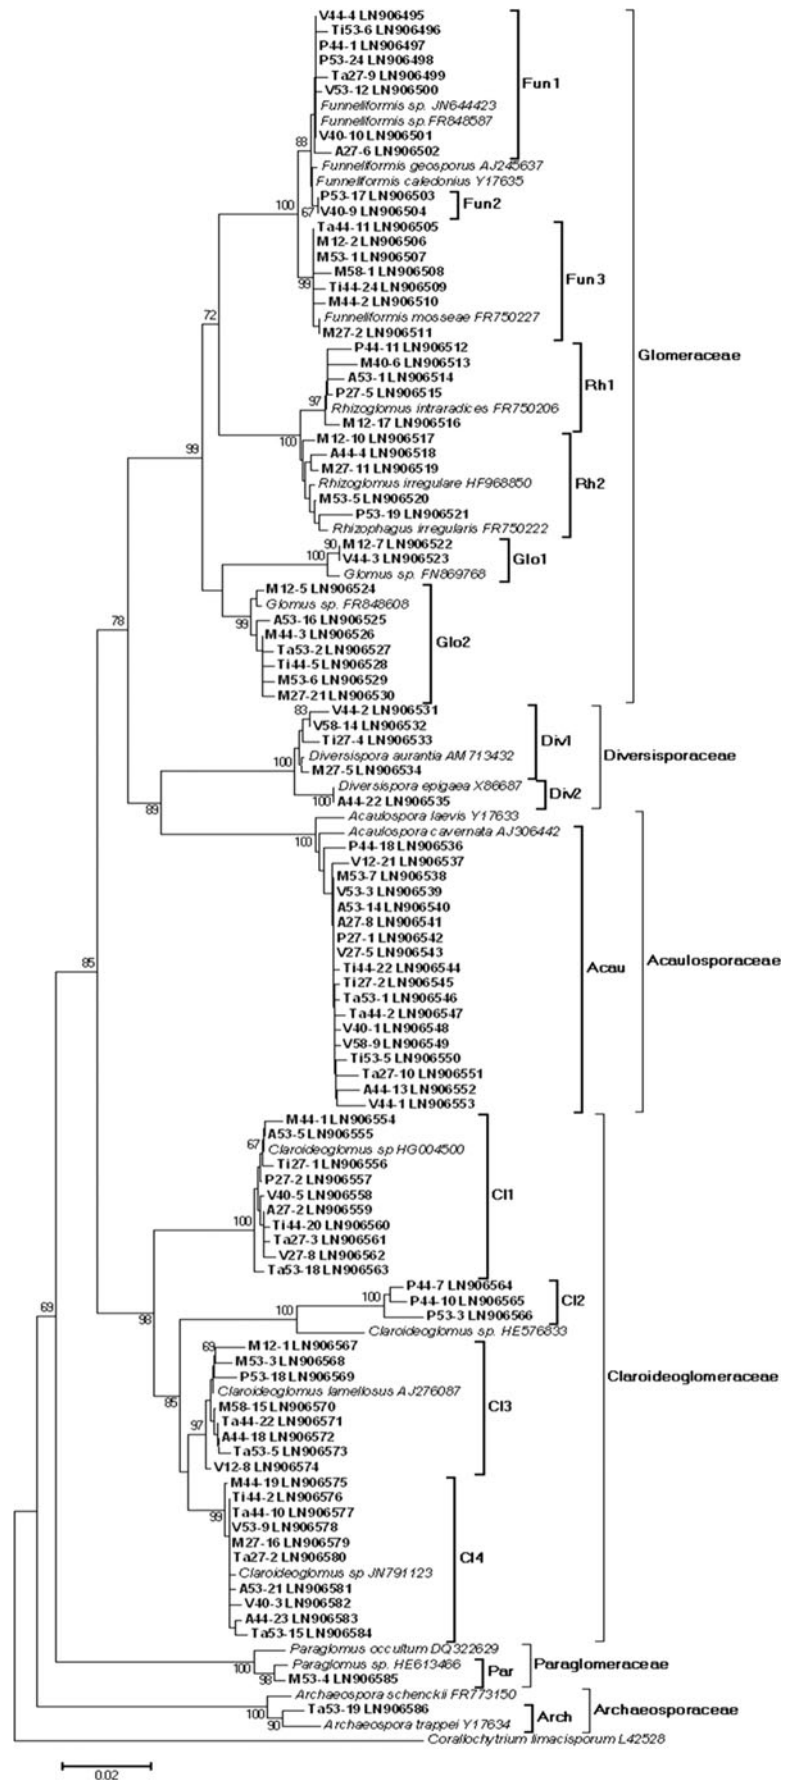 V44-4 LN906495
Ti53-6 LN906496
P44-1 LN906497
P53-24 LN906498
Ta27-9 LN906499
V53-12 LN906500
Funneliformis sp. JN644423
Funneliformis sp.FR848587
V40-10 LN906501
A27-6 LN906502
Fun1
88
Funneliformis geosporus AJ245637
Funneliformis caledonius Y17635
P53-17 LN906503
V40-9 LN906504
Fun2
100
67
Ta44-11 LN906505
M12-2 LN906506
M53-1 LN906507
M58-1 LN906508
Ti44-24 LN906509
M44-2 LN906510
Funneliformis mosseae FR750227
M27-2 LN906511
Fun3
99
72
Glomeraceae
P44-11 LN906512
M40-6 LN906513
A53-1 LN906514
P27-5 LN906515
Rhizoglomus intraradices FR750206
M12-17 LN906516
Rh1
97
100
M12-10 LN906517
A44-4 LN906518
M27-11 LN906519
Rhizoglomus irregulare HF968850
M53-5 LN906520
P53-19 LN906521
Rhizophagus irregularis FR750222
Rh2
99
M12-7 LN906522
V44-3 LN906523
Glomus sp. FN869768
Glo1
90
100
M12-5 LN906524
Glomus sp. FR848608
A53-16 LN906525
M44-3 LN906526
Ta53-2 LN906527
Ti44-5 LN906528
M53-6 LN906529
M27-21 LN906530
Glo2
99
78
V44-2 LN906531
V58-14 LN906532
Ti27-4 LN906533
Diversispora aurantia AM713432
M27-5 LN906534
Div1
83
100
Diversisporaceae
Diversispora epigaea X86687
A44-22 LN906535
Div2
100
89
Acaulospora laevis Y17633
Acaulospora cavernata AJ306442
100
P44-18 LN906536
V12-21 LN906537
M53-7 LN906538
V53-3 LN906539
A53-14 LN906540
A27-8 LN906541
P27-1 LN906542
V27-5 LN906543
Ti44-22 LN906544
Ti27-2 LN906545
Ta53-1 LN906546
Ta44-2 LN906547
V40-1 LN906548
V58-9 LN906549
Ti53-5 LN906550
Ta27-10 LN906551
A44-13 LN906552
V44-1 LN906553
Acau
Acaulosporaceae
85
M44-1 LN906554
A53-5 LN906555
Claroideoglomus sp HG004500
Ti27-1 LN906556
P27-2 LN906557
V40-5 LN906558
A27-2 LN906559
Ti44-20 LN906560
Ta27-3 LN906561
V27-8 LN906562
Ta53-18 LN906563
Cl1
67
100
P44-7 LN906564
P44-10 LN906565
P53-3 LN906566
Claroideoglomus sp. HE576833
Cl2
100
100
69
98
M12-1 LN906567
M53-3 LN906568
P53-18 LN906569
Claroideoglomus lamellosus AJ276087
M58-15 LN906570
Ta44-22 LN906571
A44-18 LN906572
Ta53-5 LN906573
V12-8 LN906574
Cl3
69
97
85
Claroideoglomeraceae
M44-19 LN906575
Ti44-2 LN906576
Ta44-10 LN906577
V53-9 LN906578
M27-16 LN906579
Ta27-2 LN906580
Claroideoglomus sp JN791123
A53-21 LN906581
V40-3 LN906582
A44-23 LN906583
Ta53-15 LN906584
Cl4
99
Paraglomus occultum DQ322629
Paraglomus sp. HE613466
M53-4 LN906585
Par
Paraglomeraceae
100
98
Archaeospora schenckii FR773150
Ta53-19 LN906586
Archaeospora trappei Y17634
Arch
Archaeosporaceae
100
90
Corallochytrium limacisporum L42528
0.02